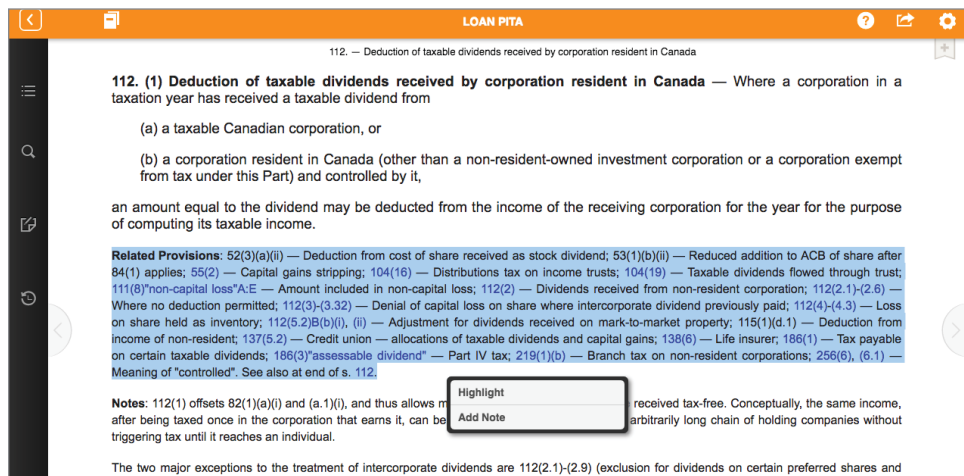 LOAN PITA
?
112. — Deduction of taxable dividends received by corporation resident in Canada
112. (1) Deduction of taxable dividends received by corporation resident in Canada — Where a corporation in a
taxation year has received a taxable dividend from
(a) a taxable Canadian corporation, or
(b) a corporation resident in Canada (other than a non-resident-owned investment corporation or a corporation exempt
from tax under this Part) and controlled by it,
an amount equal to the dividend may be deducted from the income of the receiving corporation for the year for the purpose
of computing its taxable income.
Related Provisions: 52(3)(a)(ii) — Deduction from cost of share received as stock dividend; 53(1)(b)(ii) — Reduced addition to ACB of share after
84(1) applies; 55(2) — Capital gains stripping; 104(16) — Distributions tax on income trusts; 104(19) — Taxable dividends flowed through trust;
111(8)"non-capital loss"A:E — Amount included in non-capital loss; 112(2) — Dividends received from non-resident corporation; 112(2.1)-(2.6) —
Where no deduction permitted; 112(3)-(3.32) — Denial of capital loss on share where intercorporate dividend previously paid; 112(4)-(4.3) — Loss
on share held as inventory; 112(5.2)B(b)(i), (ii) — Adjustment for dividends received on mark-to-market property; 115(1)(d.1) — Deduction from
income of non-resident; 137(5.2) — Credit union — allocations of taxable dividends and capital gains; 138(6) — Life insurer; 186(1) — Tax payable
on certain taxable dividends; 186(3)"assessable dividend" — Part IV tax; 219(1)(b) — Branch tax on non-resident corporations; 256(6), (6.1) —
Meaning of "controlled". See also at end of s. 112.
Highlight
Add Note
Notes: 112(1) offsets 82(1)(a)(i) and (a.1)(i), and thus allows received tax-free. Conceptually, the same income,
after being taxed once in the corporation that earns it, can be arbitrarily long chain of holding companies without
triggering tax until it reaches an individual.
The two major exceptions to the treatment of intercorporate dividends are 112(2.1)-(2.9) (exclusion for dividends on certain preferred shares and